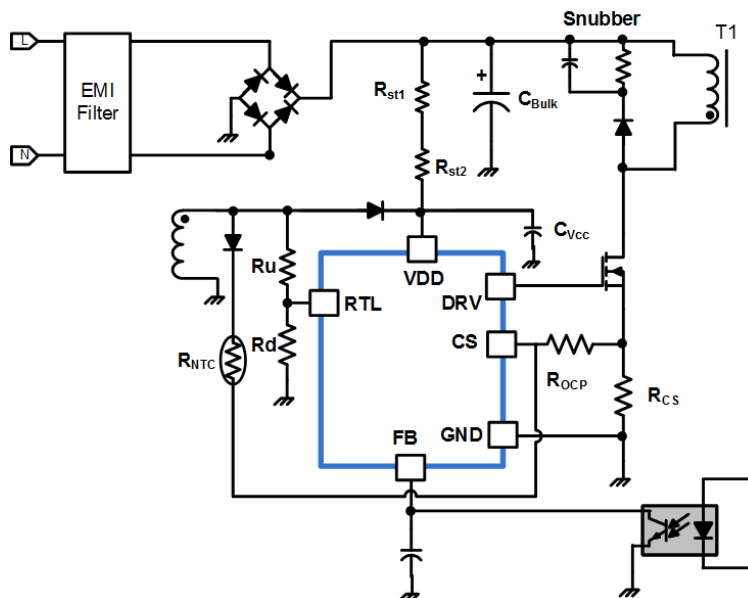 Snubber
T1
L
EMI
Filter
N
Rst1
+
CBulk
Rst2
CVcc
VDD
Ru
RTL
DRV
Rd
CS
RNTC
ROCP
RCS
GND
FB